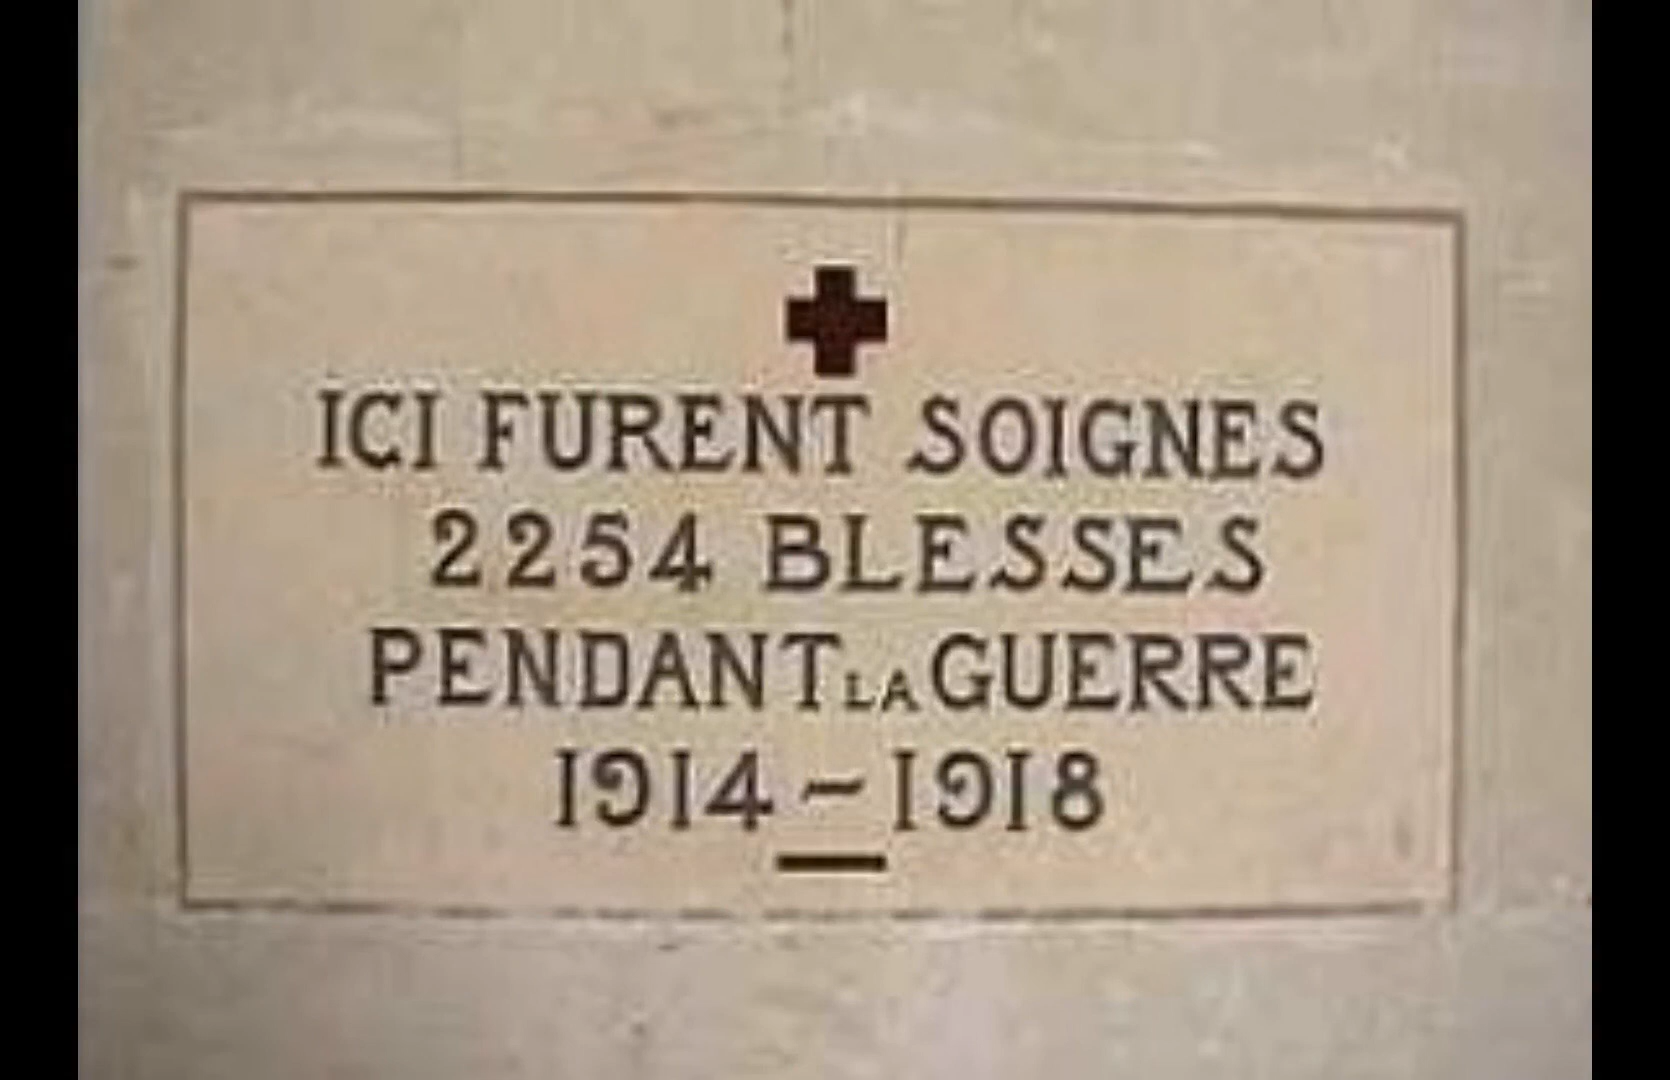 ICI FURENT SOIGNES
2254 BLESSES
PENDANT LA GUERRE
1914 - 1918